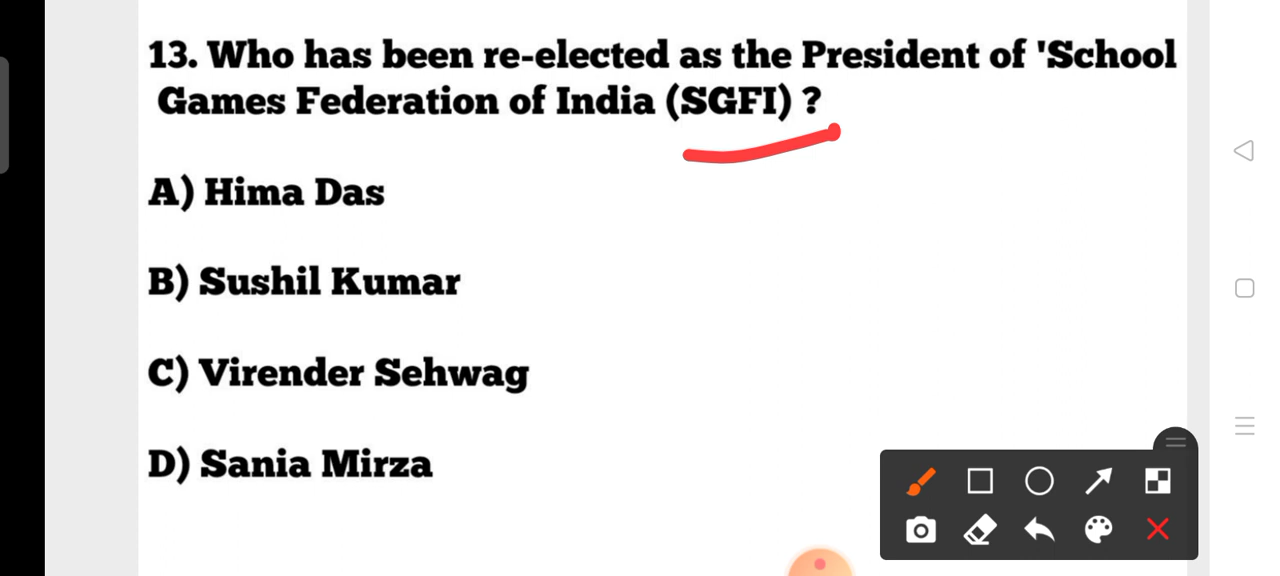 13. Who has been re-elected as the President of 'School
Games Federation of India (SGFI) ?
A) Hima Das
B) Sushil Kumar
C) Virender Sehwag
D) Sania Mirza